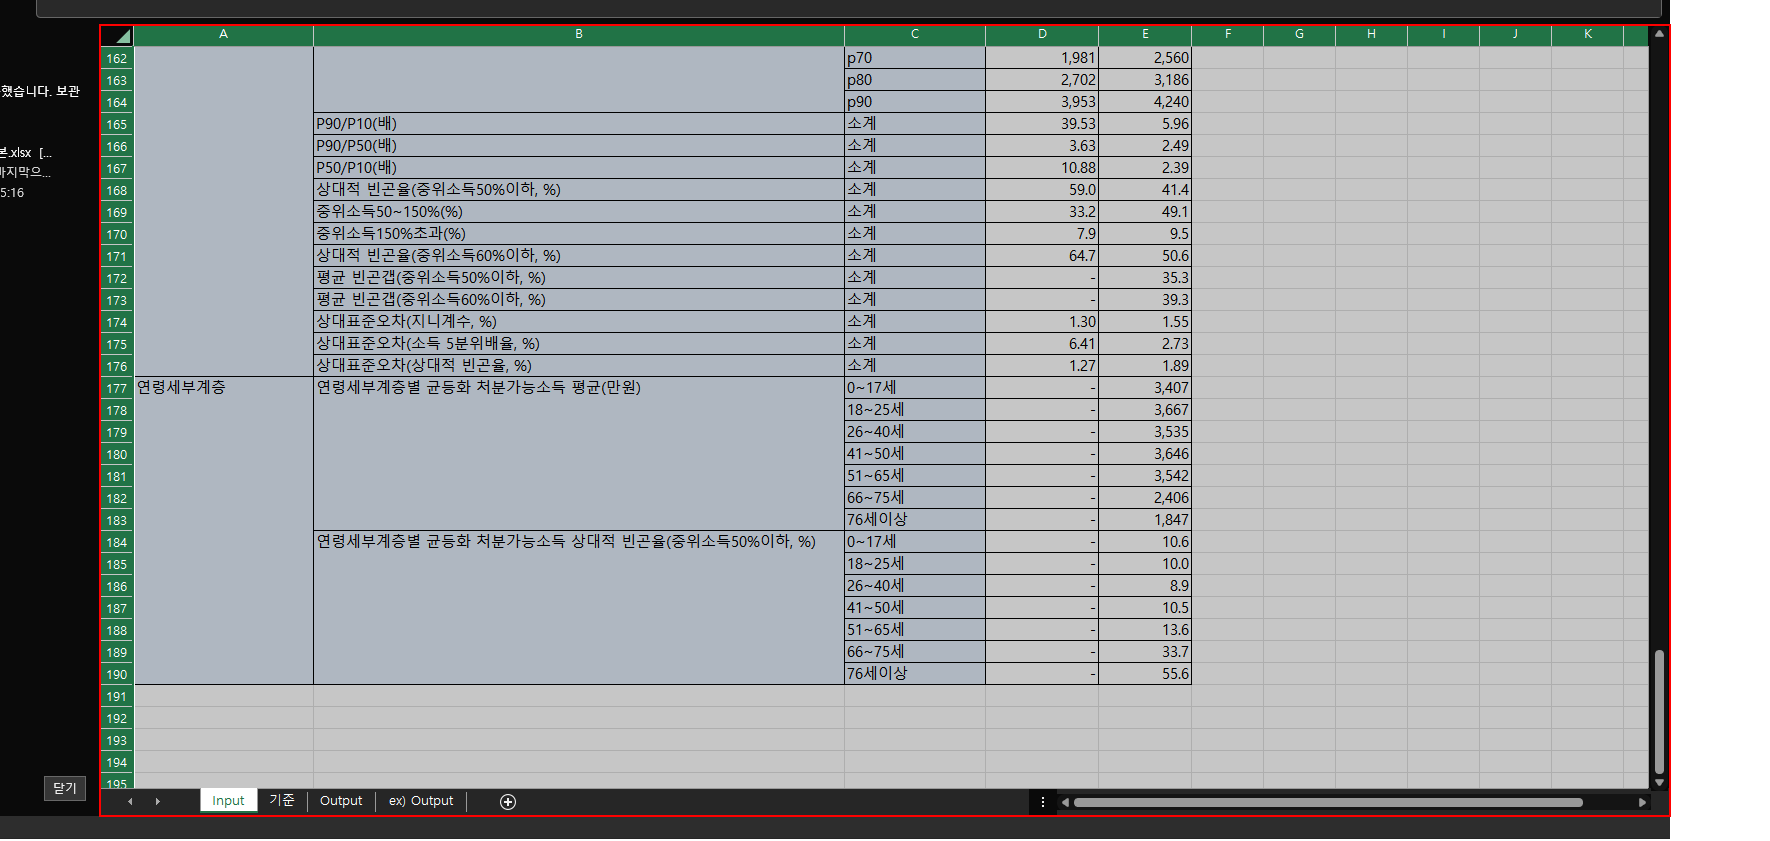 했습니다. 보관
본.xlsx [...
마지막으...
5:16
닫기
A B C D E F G H I J K
162 p70 1,981 2,560
163 p80 2,702 3,186
164 p90 3,953 4,240
165 P90/P10(배) 소계 39.53 5.96
166 P90/P50(배) 소계 3.63 2.49
167 P50/P10(배) 소계 10.88 2.39
168 상대적 빈곤율(중위소득50%이하, %) 소계 59.0 41.4
169 중위소득50~150%(%) 소계 33.2 49.1
170 중위소득150%초과(%) 소계 7.9 9.5
171 상대적 빈곤율(중위소득60%이하, %) 소계 64.7 50.6
172 평균 빈곤갭(중위소득50%이하, %) 소계 - 35.3
173 평균 빈곤갭(중위소득60%이하, %) 소계 - 39.3
174 상대표준오차(지니계수, %) 소계 1.30 1.55
175 상대표준오차(소득 5분위배율, %) 소계 6.41 2.73
176 상대표준오차(상대적 빈곤율, %) 소계 1.27 1.89
177 연령세부계층 연령세부계층별 균등화 처분가능소득 평균(만원) 0~17세 - 3,407
178 18~25세 - 3,667
179 26~40세 - 3,535
180 41~50세 - 3,646
181 51~65세 - 3,542
182 66~75세 - 2,406
183 76세이상 - 1,847
184 연령세부계층별 균등화 처분가능소득 상대적 빈곤율(중위소득50%이하, %) 0~17세 - 10.6
185 18~25세 - 10.0
186 26~40세 - 8.9
187 41~50세 - 10.5
188 51~65세 - 13.6
189 66~75세 - 33.7
190 76세이상 - 55.6
191
192
193
194
195
Input 기준 Output ex) Output